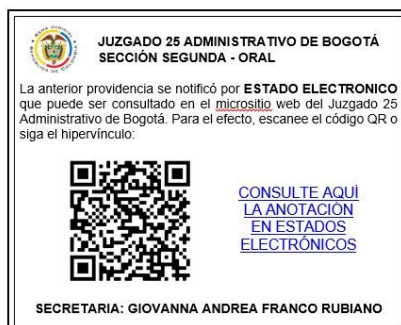 JUZGADO 25 ADMINISTRATIVO DE BOGOTÁ
SECCIÓN SEGUNDA - ORAL
La anterior providencia se notificó por ESTADO ELECTRONICO
que puede ser consultado en el micrositio web del Juzgado 25
Administrativo de Bogotá. Para el efecto, escanee el código QR o
siga el hipervínculo:
CONSULTE AQUÍ
LA ANOTACIÓN
EN ESTADOS
ELECTRÓNICOS
SECRETARIA: GIOVANNA ANDREA FRANCO RUBIANO